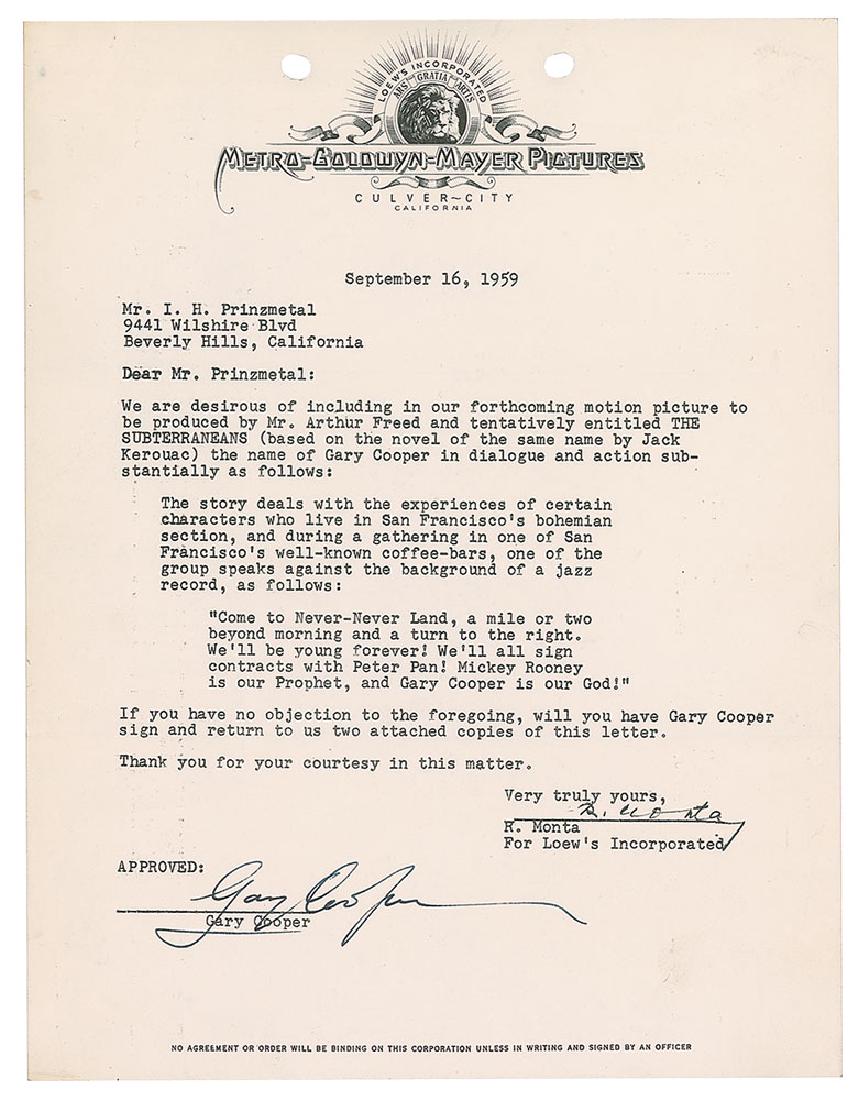 LOEW'S INCORPORATED
ARS GRATIA ARTIS
METRO-GOLDWYN-MAYER PICTURES
CULVER~CITY
CALIFORNIA
September 16, 1959
Mr. I. H. Prinzmetal
9441 Wilshire Blvd
Beverly Hills, California
Dear Mr. Prinzmetal:
We are desirous of including in our forthcoming motion picture to
be produced by Mr. Arthur Freed and tentatively entitled THE
SUBTERRANEANS (based on the novel of the same name by Jack
Kerouac) the name of Gary Cooper in dialogue and action sub-
stantially as follows:
The story deals with the experiences of certain
characters who live in San Francisco's bohemian
section, and during a gathering in one of San
Francisco's well-known coffee-bars, one of the
group speaks against the background of a jazz
record, as follows:
"Come to Never-Never Land, a mile or two
beyond morning and a turn to the right.
We'll be young forever! We'll all sign
contracts with Peter Pan! Mickey Rooney
is our Prophet, and Gary Cooper is our God!"
If you have no objection to the foregoing, will you have Gary Cooper
sign and return to us two attached copies of this letter.
Thank you for your courtesy in this matter.
Very truly yours,
R. Monta
R. Monta
For Loew's Incorporated
APPROVED:
Gary Cooper
Gary Cooper
NO AGREEMENT OR ORDER WILL BE BINDING ON THIS CORPORATION UNLESS IN WRITING AND SIGNED BY AN OFFICER